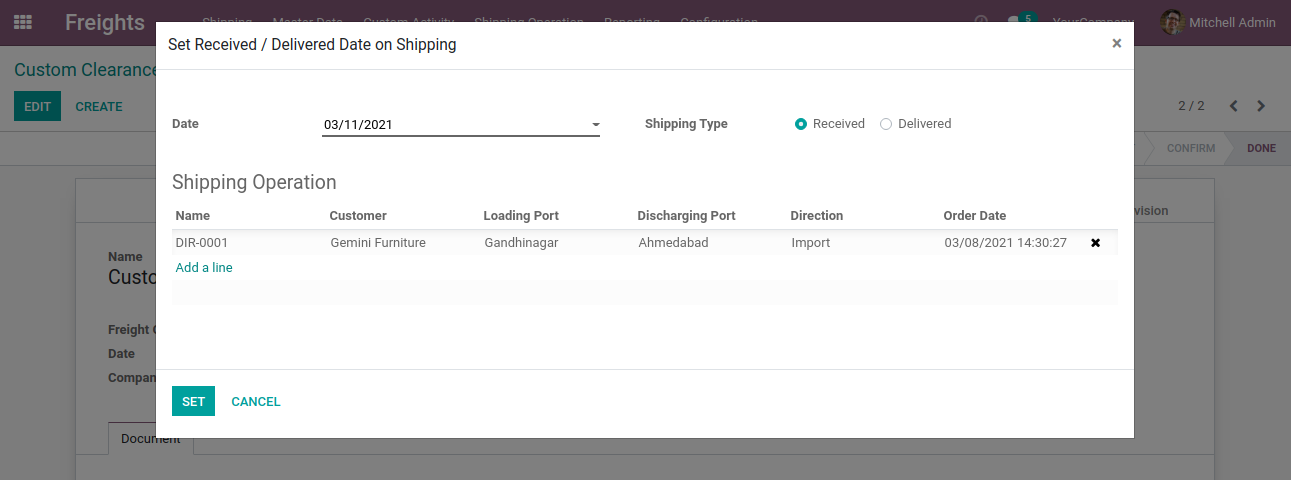 Freights Shipping Master Data Custom Activity Shipping Operation Reporting Configuration 5 YourCompany Mitchell Admin
Set Received / Delivered Date on Shipping ×
Custom Clearance
EDIT CREATE 2 / 2
Date 03/11/2021 Shipping Type Received Delivered
CONFIRM DONE
Shipping Operation
Name Customer Loading Port Discharging Port Direction Order Date
DIR-0001 Gemini Furniture Gandhinagar Ahmedabad Import 03/08/2021 14:30:27
Add a line
Name
Freight
Date
SET CANCEL
Document